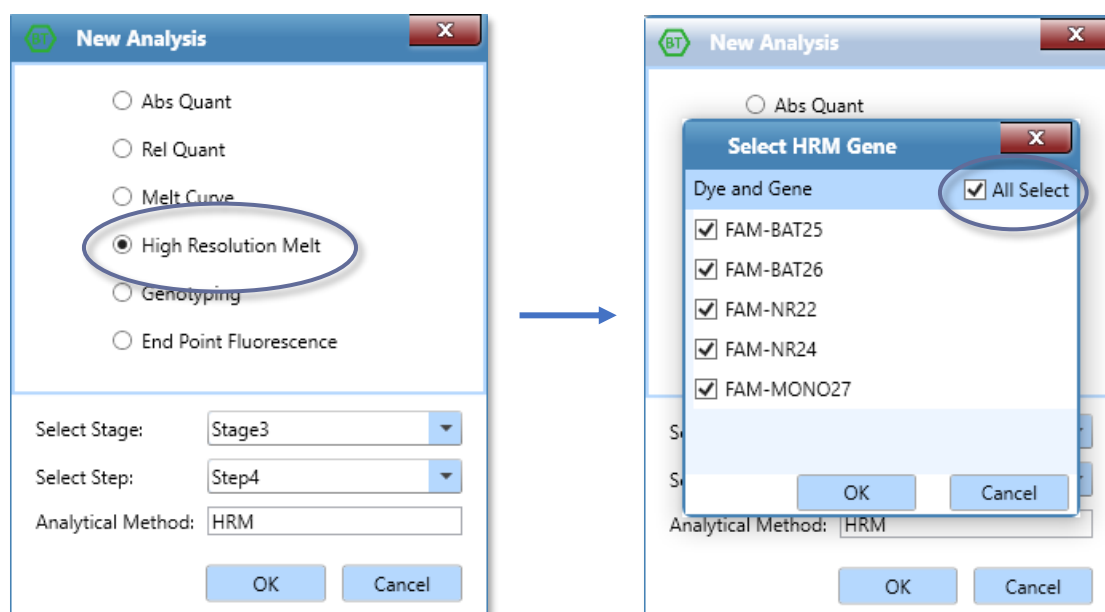 BT New Analysis X
Abs Quant
Rel Quant
Melt Curve
High Resolution Melt
Genotyping
End Point Fluorescence
Select Stage: Stage3
Select Step: Step4
Analytical Method: HRM
OK Cancel
BT New Analysis X
Abs Quant
Select HRM Gene X
Dye and Gene All Select
FAM-BAT25
FAM-BAT26
FAM-NR22
FAM-NR24
FAM-MONO27
OK Cancel
Se
Se
Analytical Method: HRM
OK Cancel